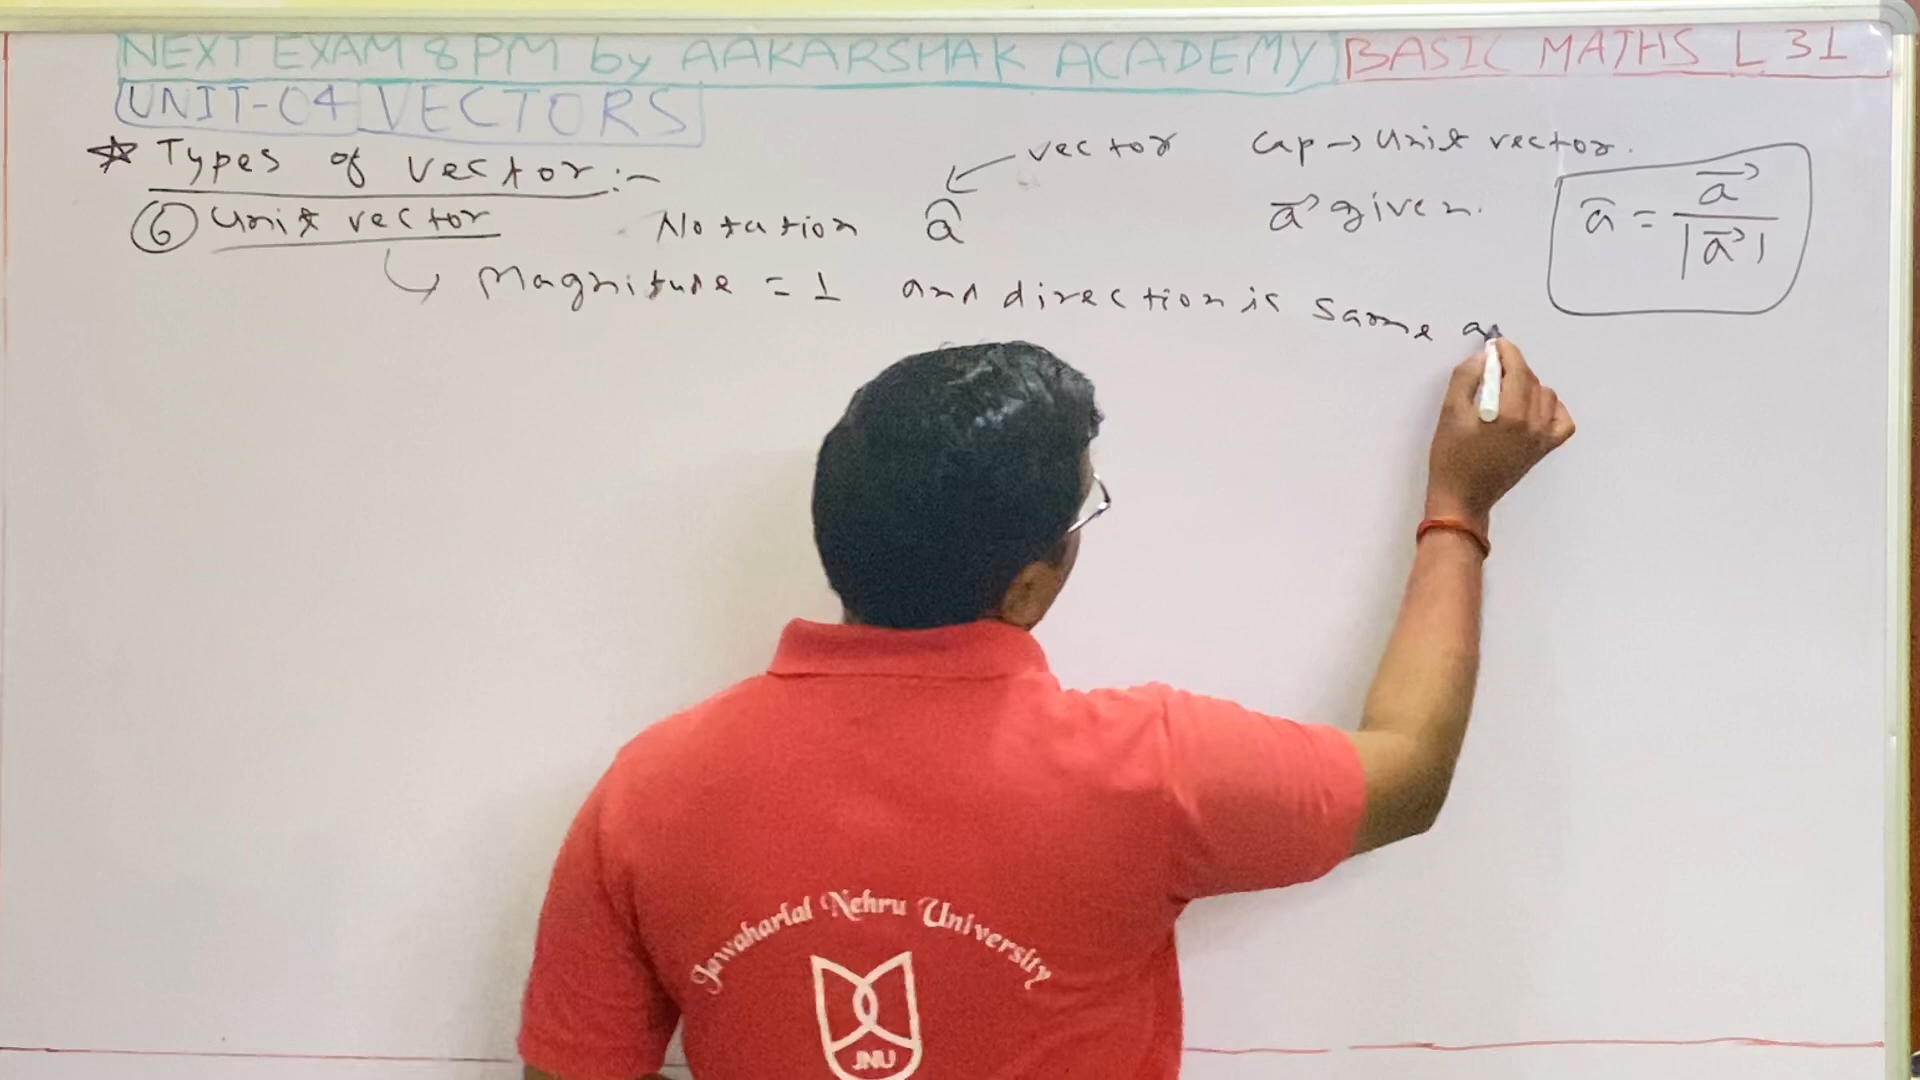 NEXT EXAM 8PM by AAKARSHAK ACADEMY BASIC MATHS L 31
UNIT-04 VECTORS
☆ Types of vector:-
vector cap → unit vector.
⑥ unit vector Notation â a⃗ given. â = a⃗ / |a⃗|
↳ Magnitude = 1 and direction is same a
Jawaharlal Nehru University
JNU